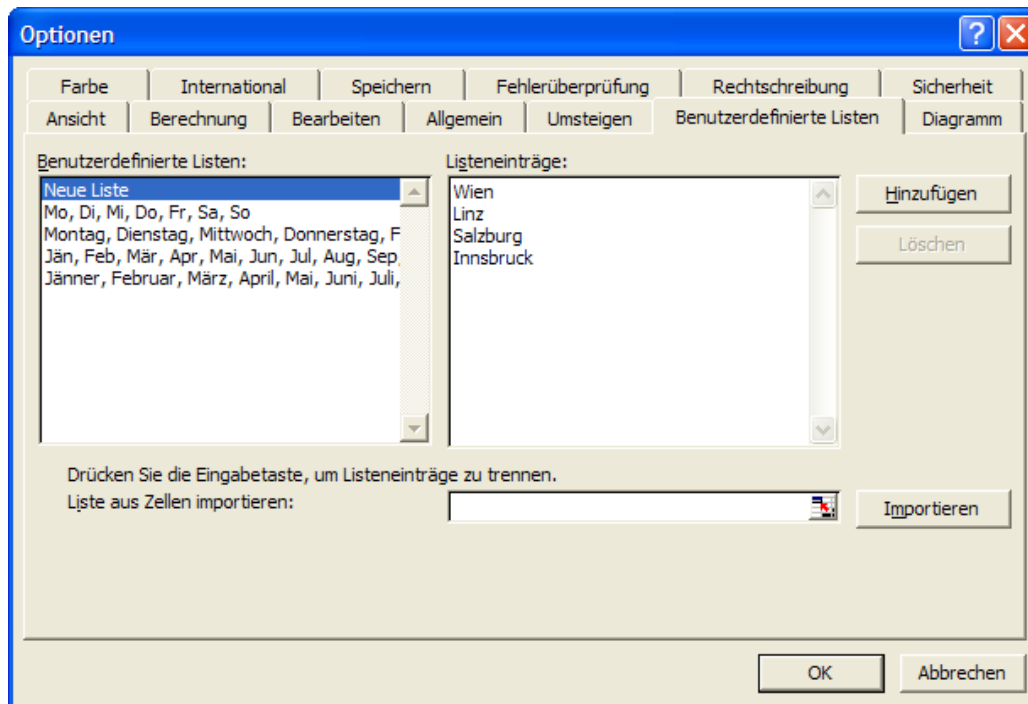 Optionen
Farbe International Speichern Fehlerüberprüfung Rechtschreibung Sicherheit
Ansicht Berechnung Bearbeiten Allgemein Umsteigen Benutzerdefinierte Listen Diagramm
Benutzerdefinierte Listen:
Neue Liste
Mo, Di, Mi, Do, Fr, Sa, So
Montag, Dienstag, Mittwoch, Donnerstag, F
Jän, Feb, Mär, Apr, Mai, Jun, Jul, Aug, Sep,
Jänner, Februar, März, April, Mai, Juni, Juli,
Listeneinträge:
Wien
Linz
Salzburg
Innsbruck
Hinzufügen
Löschen
Drücken Sie die Eingabetaste, um Listeneinträge zu trennen.
Liste aus Zellen importieren:
Importieren
OK Abbrechen